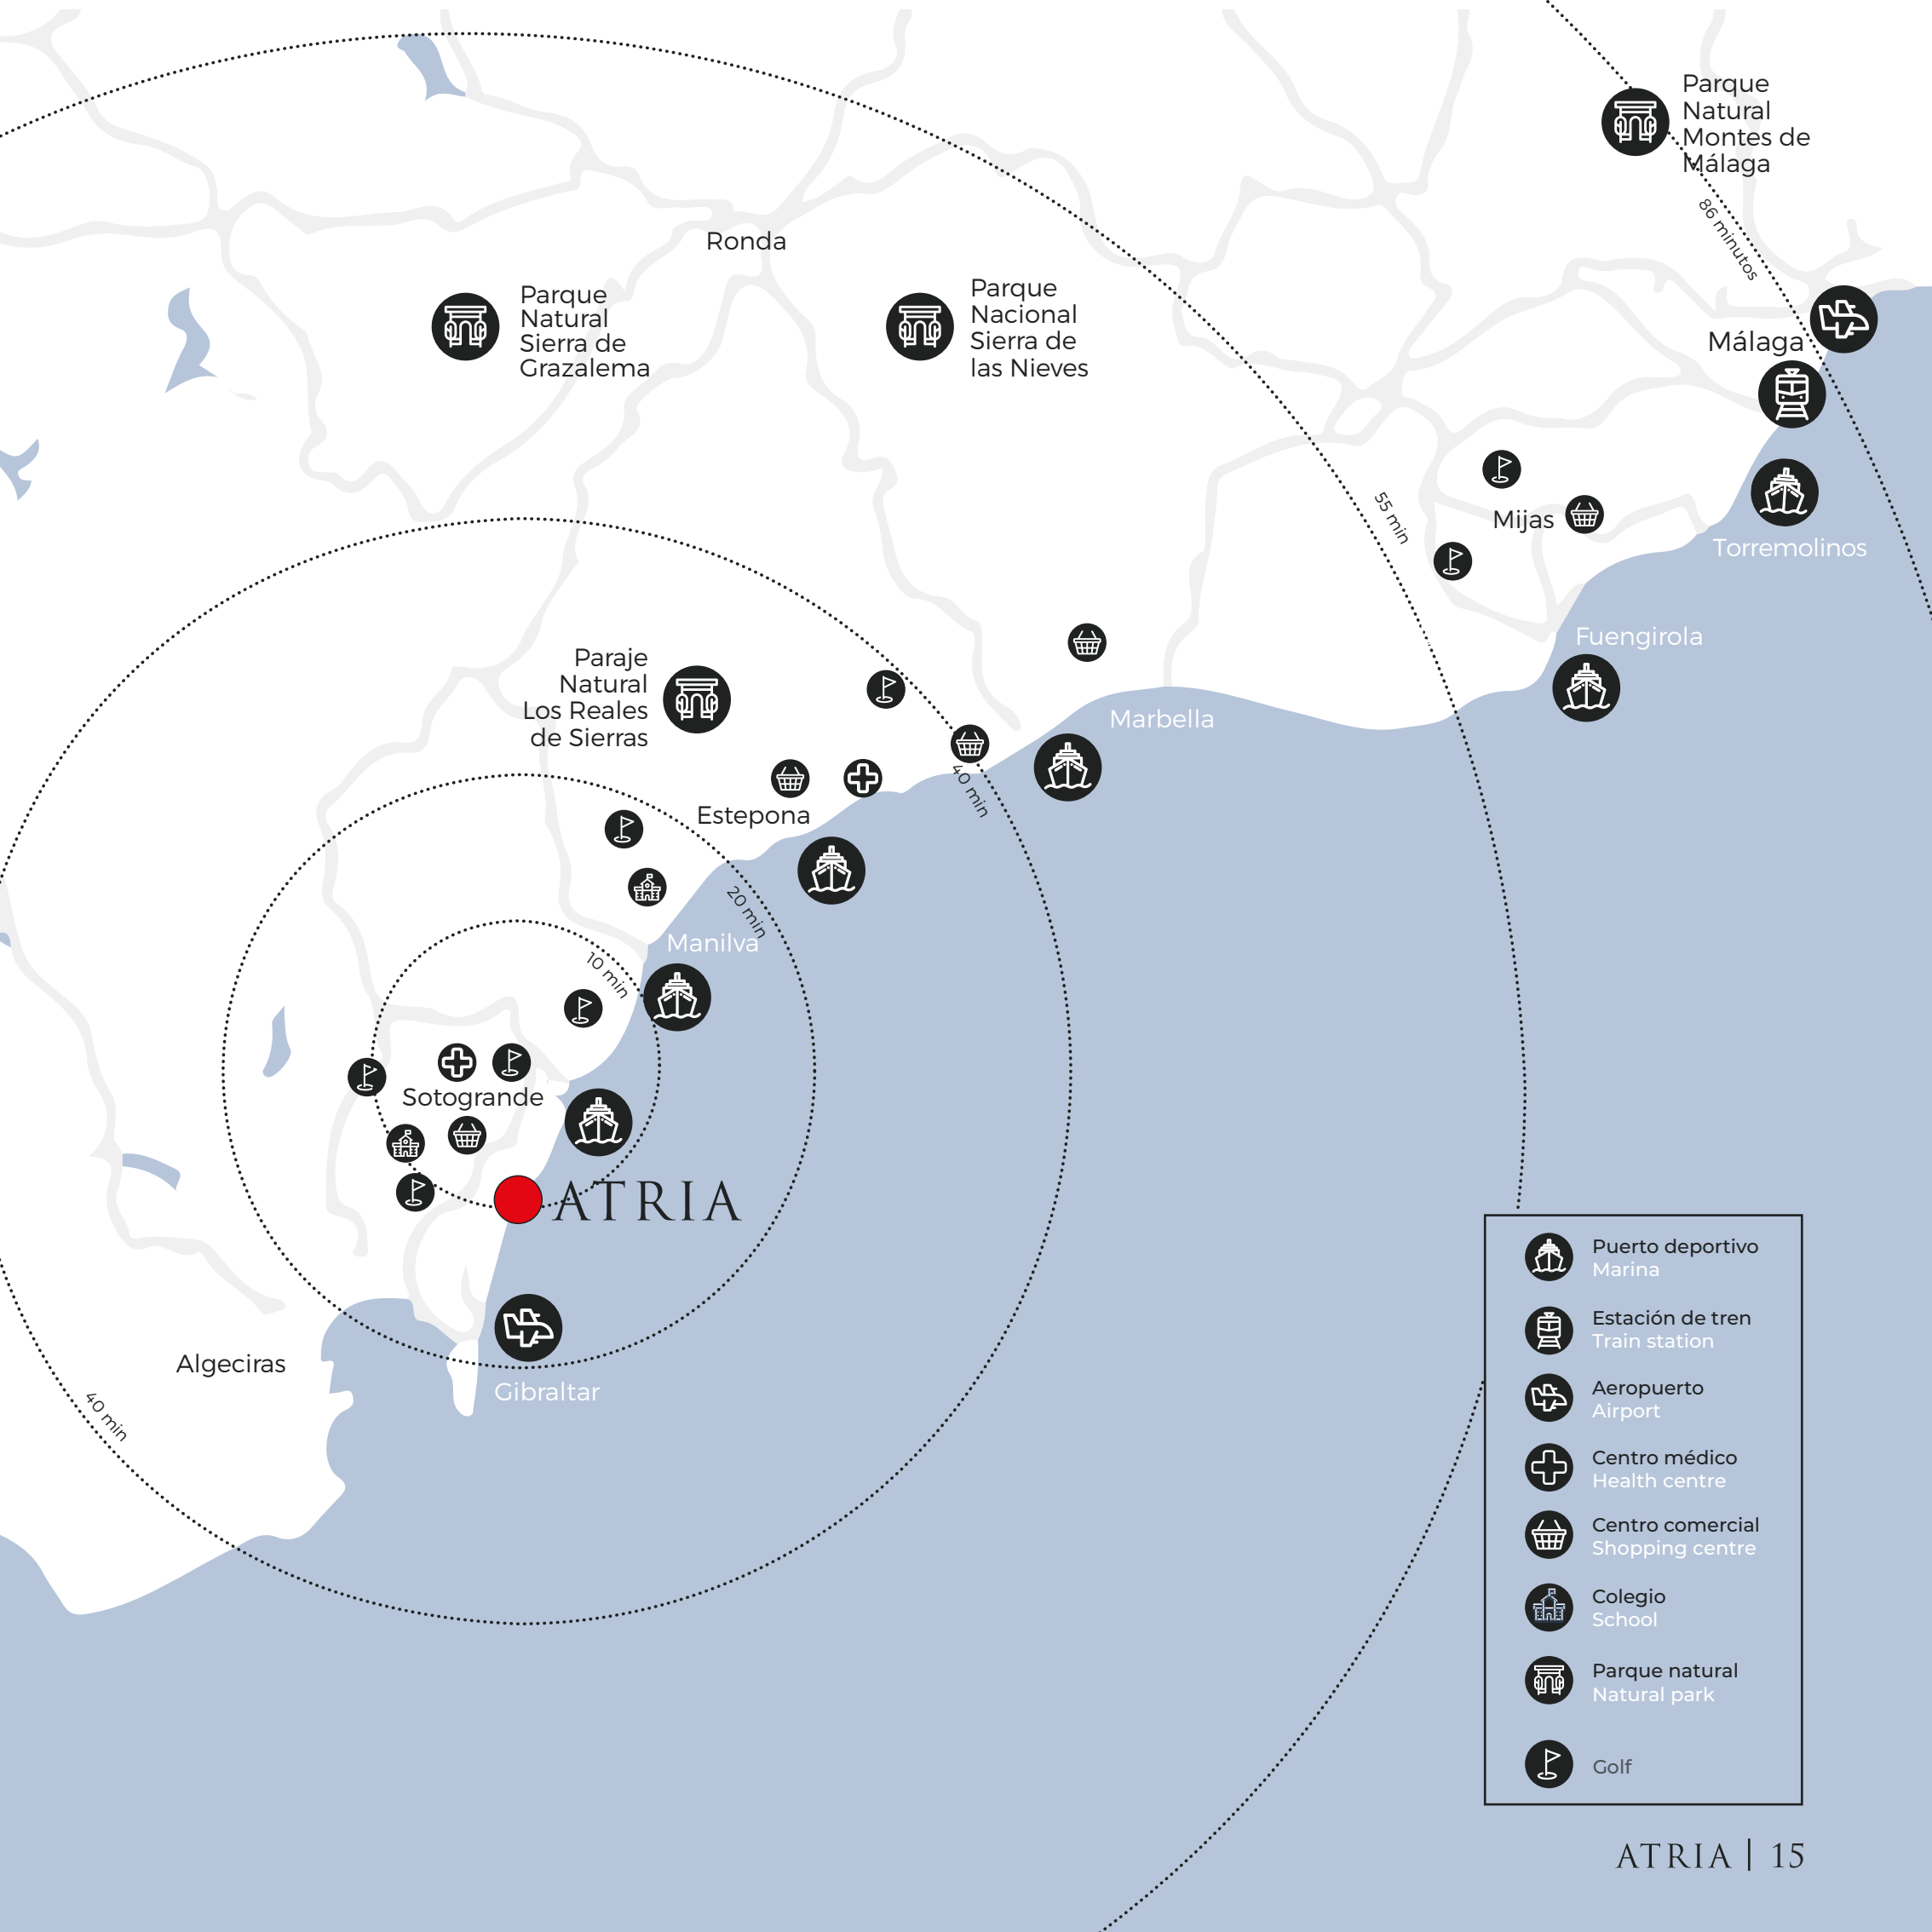 Parque
Natural
Montes de
Málaga
86 minutos
Ronda
Parque
Natural
Sierra de
Grazalema
Parque
Nacional
Sierra de
las Nieves
Málaga
55 min
Mijas
Torremolinos
Fuengirola
Paraje
Natural
Los Reales
de Sierras
Marbella
40 min
Estepona
20 min
Manilva
10 min
Sotogrande
ATRIA
Algeciras
Gibraltar
40 min
Puerto deportivo
Marina
Estación de tren
Train station
Aeropuerto
Airport
Centro médico
Health centre
Centro comercial
Shopping centre
Colegio
School
Parque natural
Natural park
Golf
ATRIA | 15